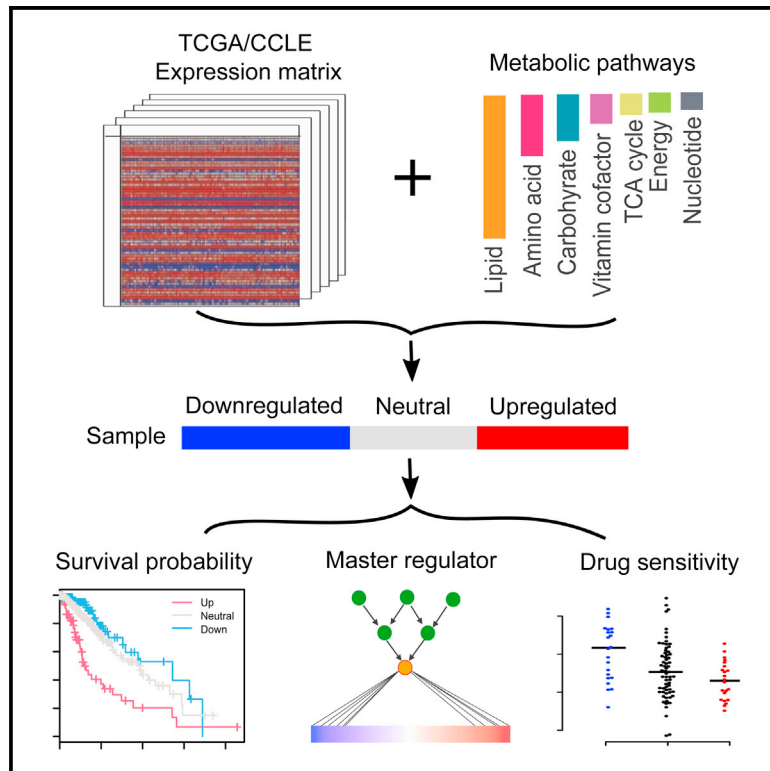 TCGA/CCLE
Expression matrix
Metabolic pathways
+
Lipid
Amino acid
Carbohyrate
Vitamin cofactor
TCA cycle
Energy
Nucleotide
Downregulated Neutral Upregulated
Sample
Survival probability
Up
Neutral
Down
Master regulator
Drug sensitivity